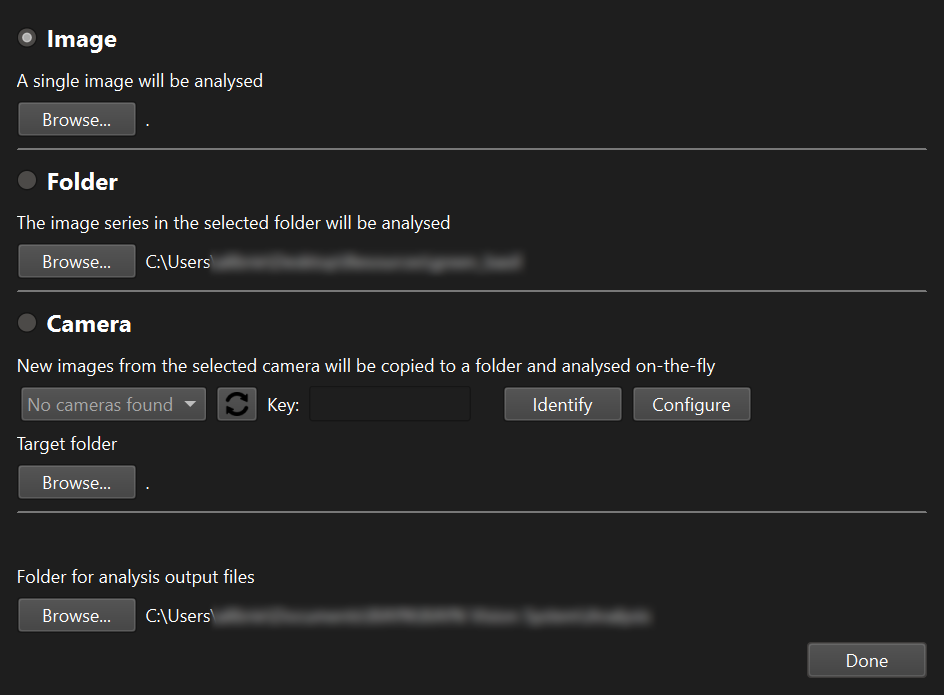 Image
A single image will be analysed
Browse... .
Folder
The image series in the selected folder will be analysed
Browse... C:\Users\
Camera
New images from the selected camera will be copied to a folder and analysed on-the-fly
No cameras found Key: Identify Configure
Target folder
Browse... .
Folder for analysis output files
Browse... C:\Users\
Done